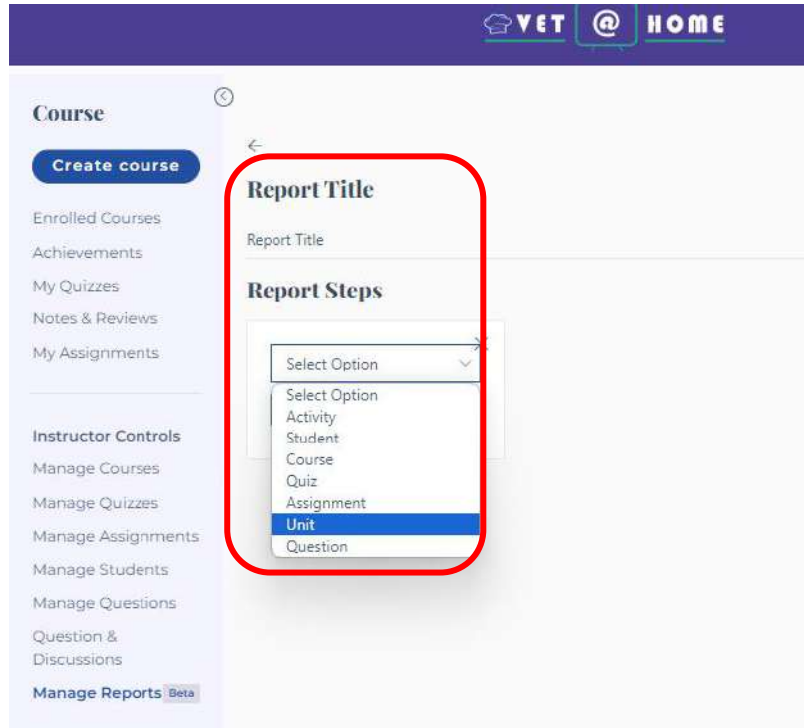 VET @ HOME
Course
Create course
Enrolled Courses
Achievements
My Quizzes
Notes & Reviews
My Assignments
Instructor Controls
Manage Courses
Manage Quizzes
Manage Assignments
Manage Students
Manage Questions
Question &
Discussions
Manage Reports Beta
Report Title
Report Title
Report Steps
Select Option
Select Option
Activity
Student
Course
Quiz
Assignment
Unit
Question